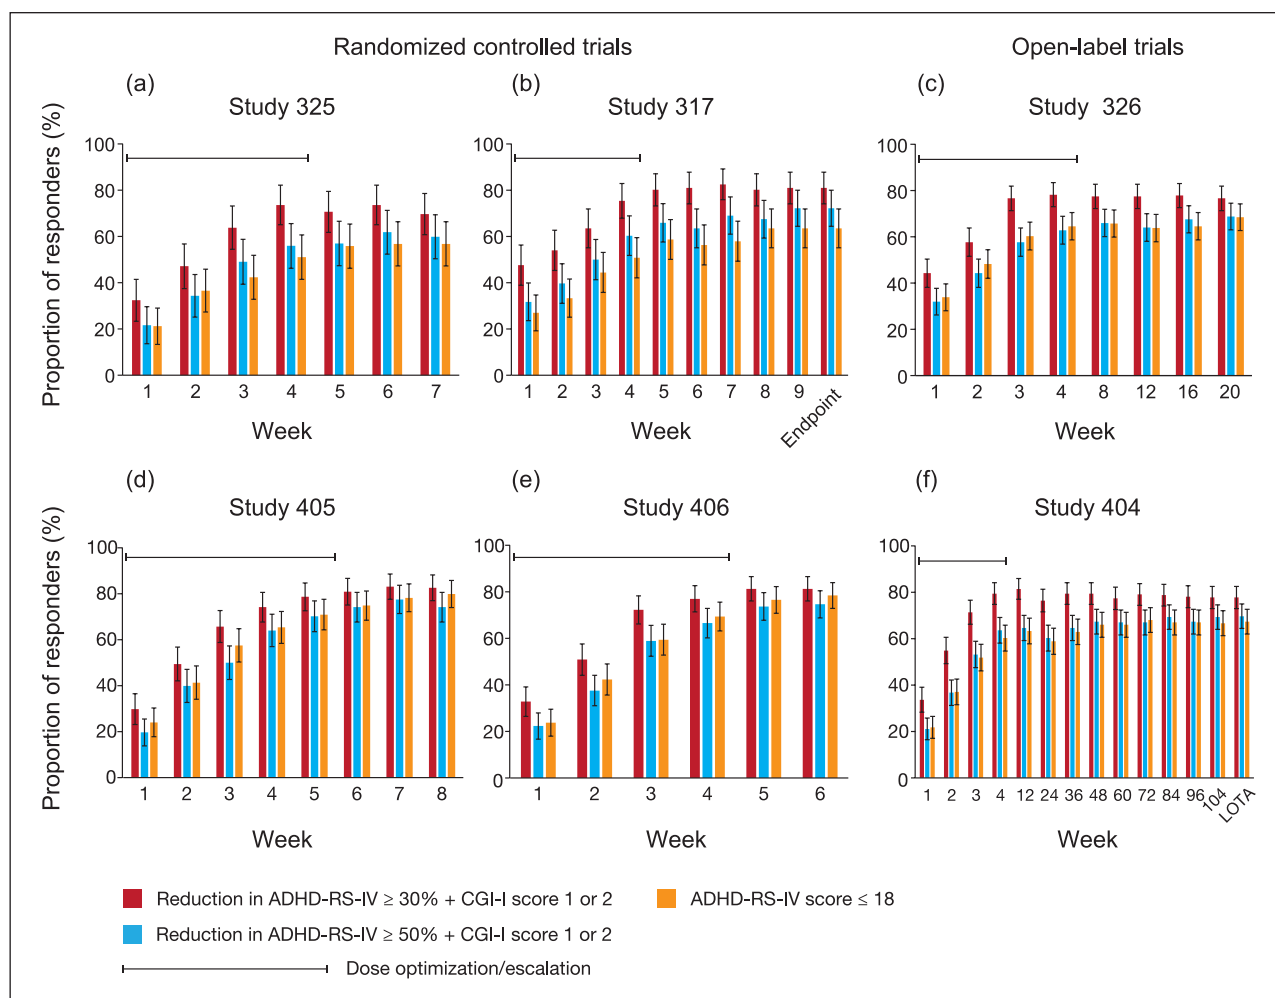 Randomized controlled trials
Open-label trials
(a)
Study 325
(b)
Study 317
(c)
Study 326
Proportion of responders (%)
100
80
60
40
20
0
1 2 3 4 5 6 7
Week
100
80
60
40
20
0
1 2 3 4 5 6 7 8 9 Endpoint
Week
100
80
60
40
20
0
1 2 3 4 8 12 16 20
Week
(d)
Study 405
(e)
Study 406
(f)
Study 404
Proportion of responders (%)
100
80
60
40
20
0
1 2 3 4 5 6 7 8
Week
100
80
60
40
20
0
1 2 3 4 5 6
Week
100
80
60
40
20
0
1 2 3 4 12 24 36 48 60 72 84 96 104 LOTA
Week
Reduction in ADHD-RS-IV ≥ 30% + CGI-I score 1 or 2
ADHD-RS-IV score ≤ 18
Reduction in ADHD-RS-IV ≥ 50% + CGI-I score 1 or 2
Dose optimization/escalation